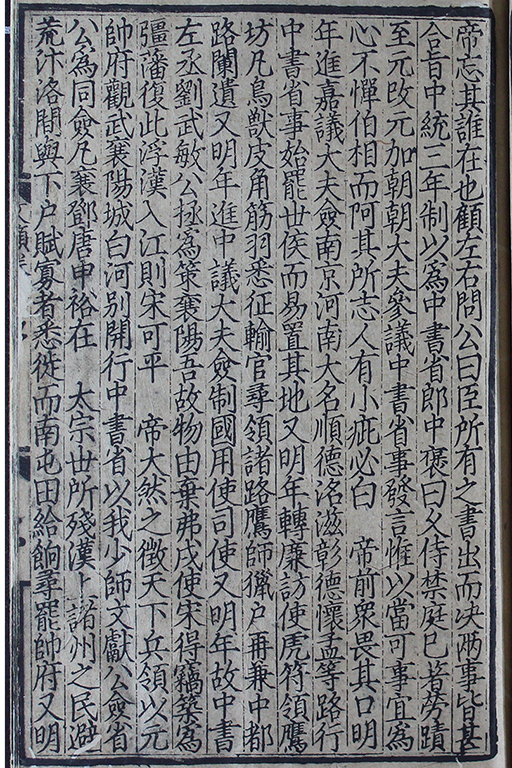 帝忘其誰在也顧左右問公曰臣所有之書出而決两事皆甚
合旨中統二年制以為中書省郎中褒曰夕侍禁庭已著勞蹟
至元改元加朝朝大夫參議中書省事發言惟以當可事宜為
心不憚伯相而阿其所志人有小疵必白　帝前衆畏其口明
年進嘉議大夫僉南京河南大名順德洺滋彰德懷孟等路行
中書省事始罷世侯而易置其地又明年轉廉訪使虎符領鷹
坊凡鳥獸皮角筋羽悉征輸官尋領諸路鷹師獵户再兼中都
路闌遺又明年進中議大夫僉制國用使司使又明年故中書
左丞劉武敏公拯為策襄陽吾故物由棄弗戍使宋得竊築為
彊藩復此浮漢入江則宋可平　帝大然之徵天下兵領以元
帥府觀武襄陽城白河别開行中書省以我少師文獻公僉省
公為同僉凡襄鄧唐申裕在　太宗世所殘漢上諸州之民避
荒汴洛間與下户賦寡者悉徙而南屯田給餉尋罷帥府又明